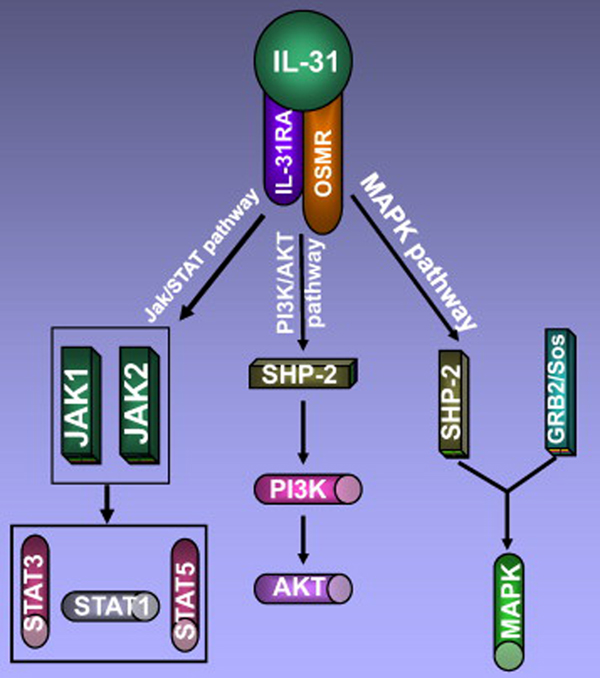 IL-31
IL-31RA
OSMR
Jak/STAT pathway
PI3K/AKT
pathway
MAPK pathway
JAK1
JAK2
SHP-2
SHP-2
GRB2/Sos
PI3K
STAT3
STAT1
STAT5
AKT
MAPK